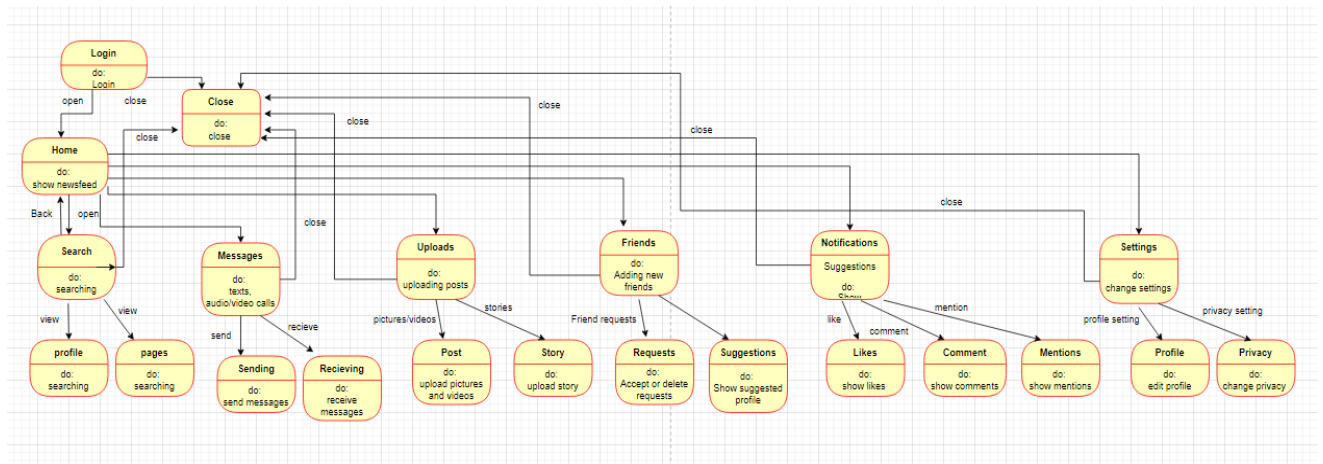 Login
do:
Login
open
close
Close
do:
close
close
close
close
close
Home
do:
show newsfeed
Back
open
close
close
Search
do:
searching
Messages
do:
texts,
audio/video calls
Uploads
do:
uploading posts
Friends
do:
Adding new
friends
Notifications
Suggestions
do:
Show
Settings
do:
change settings
view
view
send
recieve
pictures/videos
stories
Friend requests
like
comment
mention
profile setting
privacy setting
profile
do:
searching
pages
do:
searching
Sending
do:
send messages
Recieving
do:
receive
messages
Post
do:
upload pictures
and videos
Story
do:
upload story
Requests
do:
Accept or delete
requests
Suggestions
do:
Show suggested
profile
Likes
do:
show likes
Comment
do:
show comments
Mentions
do:
show mentions
Profile
do:
edit profile
Privacy
do:
change privacy